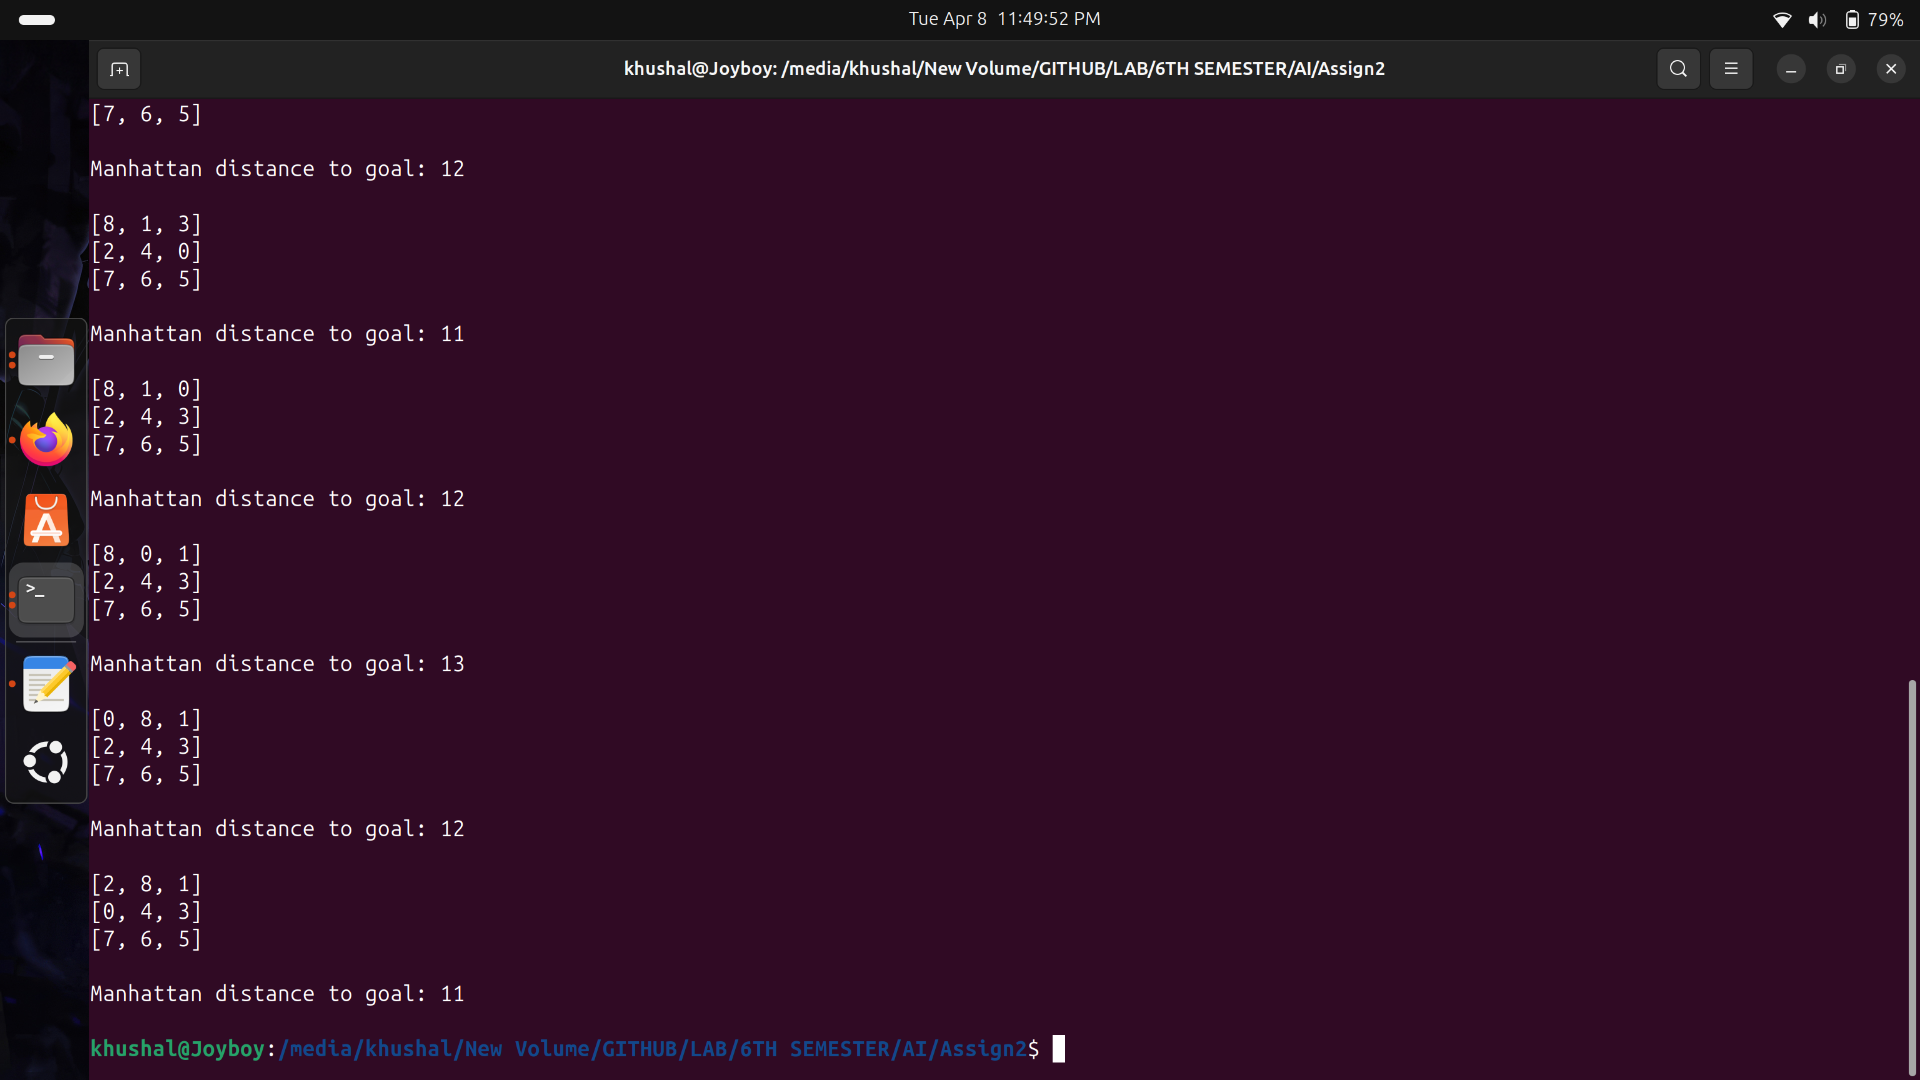 Tue Apr 8 11:49:52 PM
79%
khushal@Joyboy: /media/khushal/New Volume/GITHUB/LAB/6TH SEMESTER/AI/Assign2
[7, 6, 5]
Manhattan distance to goal: 12
[8, 1, 3]
[2, 4, 0]
[7, 6, 5]
Manhattan distance to goal: 11
[8, 1, 0]
[2, 4, 3]
[7, 6, 5]
Manhattan distance to goal: 12
[8, 0, 1]
[2, 4, 3]
[7, 6, 5]
Manhattan distance to goal: 13
[0, 8, 1]
[2, 4, 3]
[7, 6, 5]
Manhattan distance to goal: 12
[2, 8, 1]
[0, 4, 3]
[7, 6, 5]
Manhattan distance to goal: 11
khushal@Joyboy:/media/khushal/New Volume/GITHUB/LAB/6TH SEMESTER/AI/Assign2$